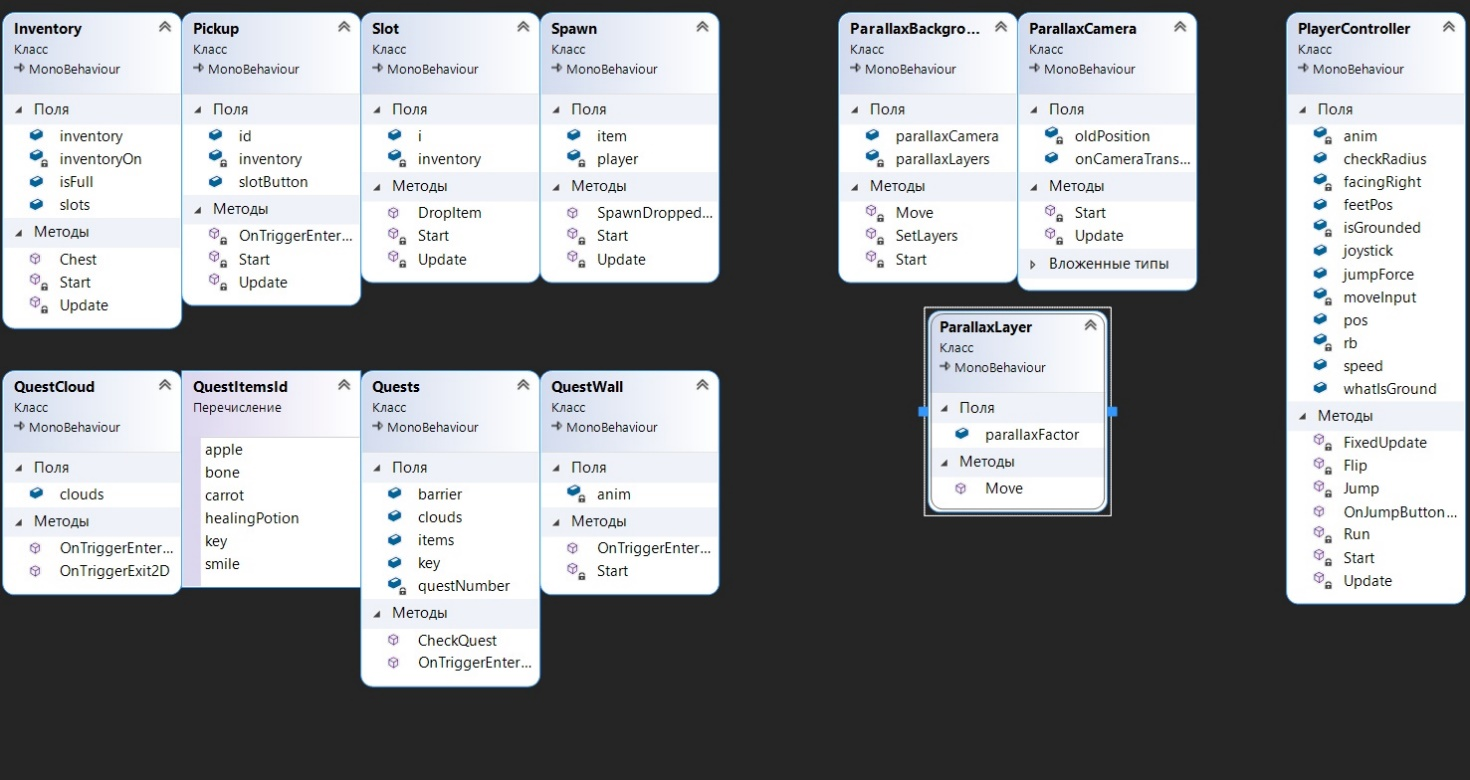 Inventory
Класс
MonoBehaviour
Поля
inventory
inventoryOn
isFull
slots
Методы
Chest
Start
Update
Pickup
Класс
MonoBehaviour
Поля
id
inventory
slotButton
Методы
OnTriggerEnter...
Start
Update
Slot
Класс
MonoBehaviour
Поля
i
inventory
Методы
DropItem
Start
Update
Spawn
Класс
MonoBehaviour
Поля
item
player
Методы
SpawnDropped...
Start
Update
ParallaxBackgro...
Класс
MonoBehaviour
Поля
parallaxCamera
parallaxLayers
Методы
Move
SetLayers
Start
ParallaxCamera
Класс
MonoBehaviour
Поля
oldPosition
onCameraTrans...
Методы
Start
Update
Вложенные типы
PlayerController
Класс
MonoBehaviour
Поля
anim
checkRadius
facingRight
feetPos
isGrounded
joystick
jumpForce
moveInput
pos
rb
speed
whatIsGround
Методы
FixedUpdate
Flip
Jump
OnJumpButton...
Run
Start
Update
ParallaxLayer
Класс
MonoBehaviour
Поля
parallaxFactor
Методы
Move
QuestCloud
Класс
MonoBehaviour
Поля
clouds
Методы
OnTriggerEnter...
OnTriggerExit2D
QuestItemsId
Перечисление
apple
bone
carrot
healingPotion
key
smile
Quests
Класс
MonoBehaviour
Поля
barrier
clouds
items
key
questNumber
Методы
CheckQuest
OnTriggerEnter...
QuestWall
Класс
MonoBehaviour
Поля
anim
Методы
OnTriggerEnter...
Start